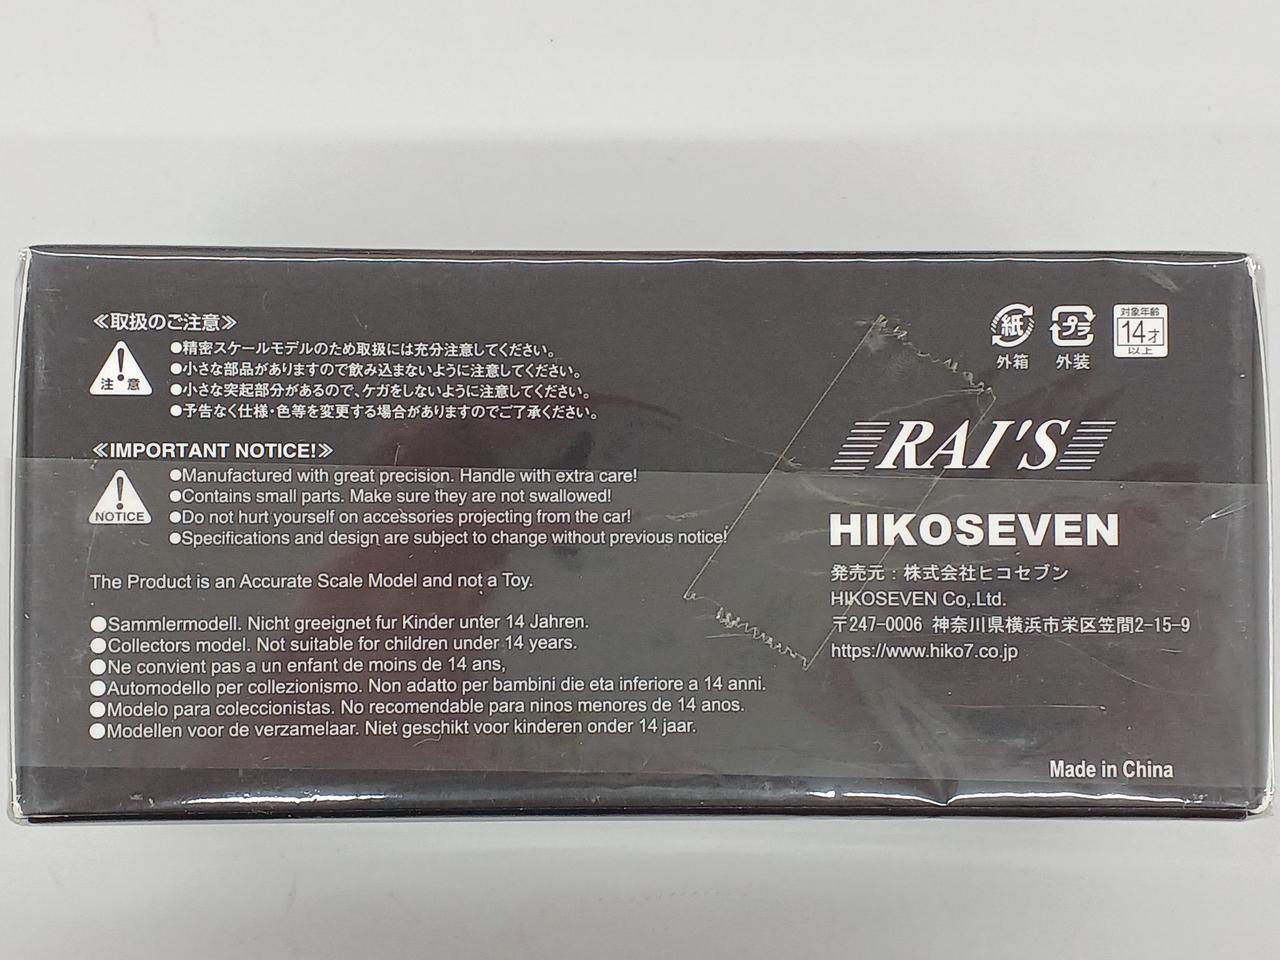 ≪取扱のご注意≫
注 意
●精密スケールモデルのため取扱には充分注意してください。
●小さな部品がありますので飲み込まないように注意してください。
●小さな突起部分があるので、ケガをしないように注意してください。
●予告なく仕様・色等を変更する場合がありますのでご了承ください。
≪IMPORTANT NOTICE!≫
NOTICE
●Manufactured with great precision. Handle with extra care!
●Contains small parts. Make sure they are not swallowed!
●Do not hurt yourself on accessories projecting from the car!
●Specifications and design are subject to change without previous notice!
The Product is an Accurate Scale Model and not a Toy.
●Sammlermodell. Nicht greeignet fur Kinder unter 14 Jahren.
●Collectors model. Not suitable for children under 14 years.
●Ne convient pas a un enfant de moins de 14 ans,
●Automodello per collezionismo. Non adatto per bambini die eta inferiore a 14 anni.
●Modelo para coleccionistas. No recomendable para ninos menores de 14 anos.
●Modellen voor de verzamelaar. Niet geschikt voor kinderen onder 14 jaar.
紙
外箱
プラ
外装
対象年齢
14才
以上
RAI'S
HIKOSEVEN
発売元：株式会社ヒコセブン
HIKOSEVEN Co,.Ltd.
〒247-0006 神奈川県横浜市栄区笠間2-15-9
https://www.hiko7.co.jp
Made in China